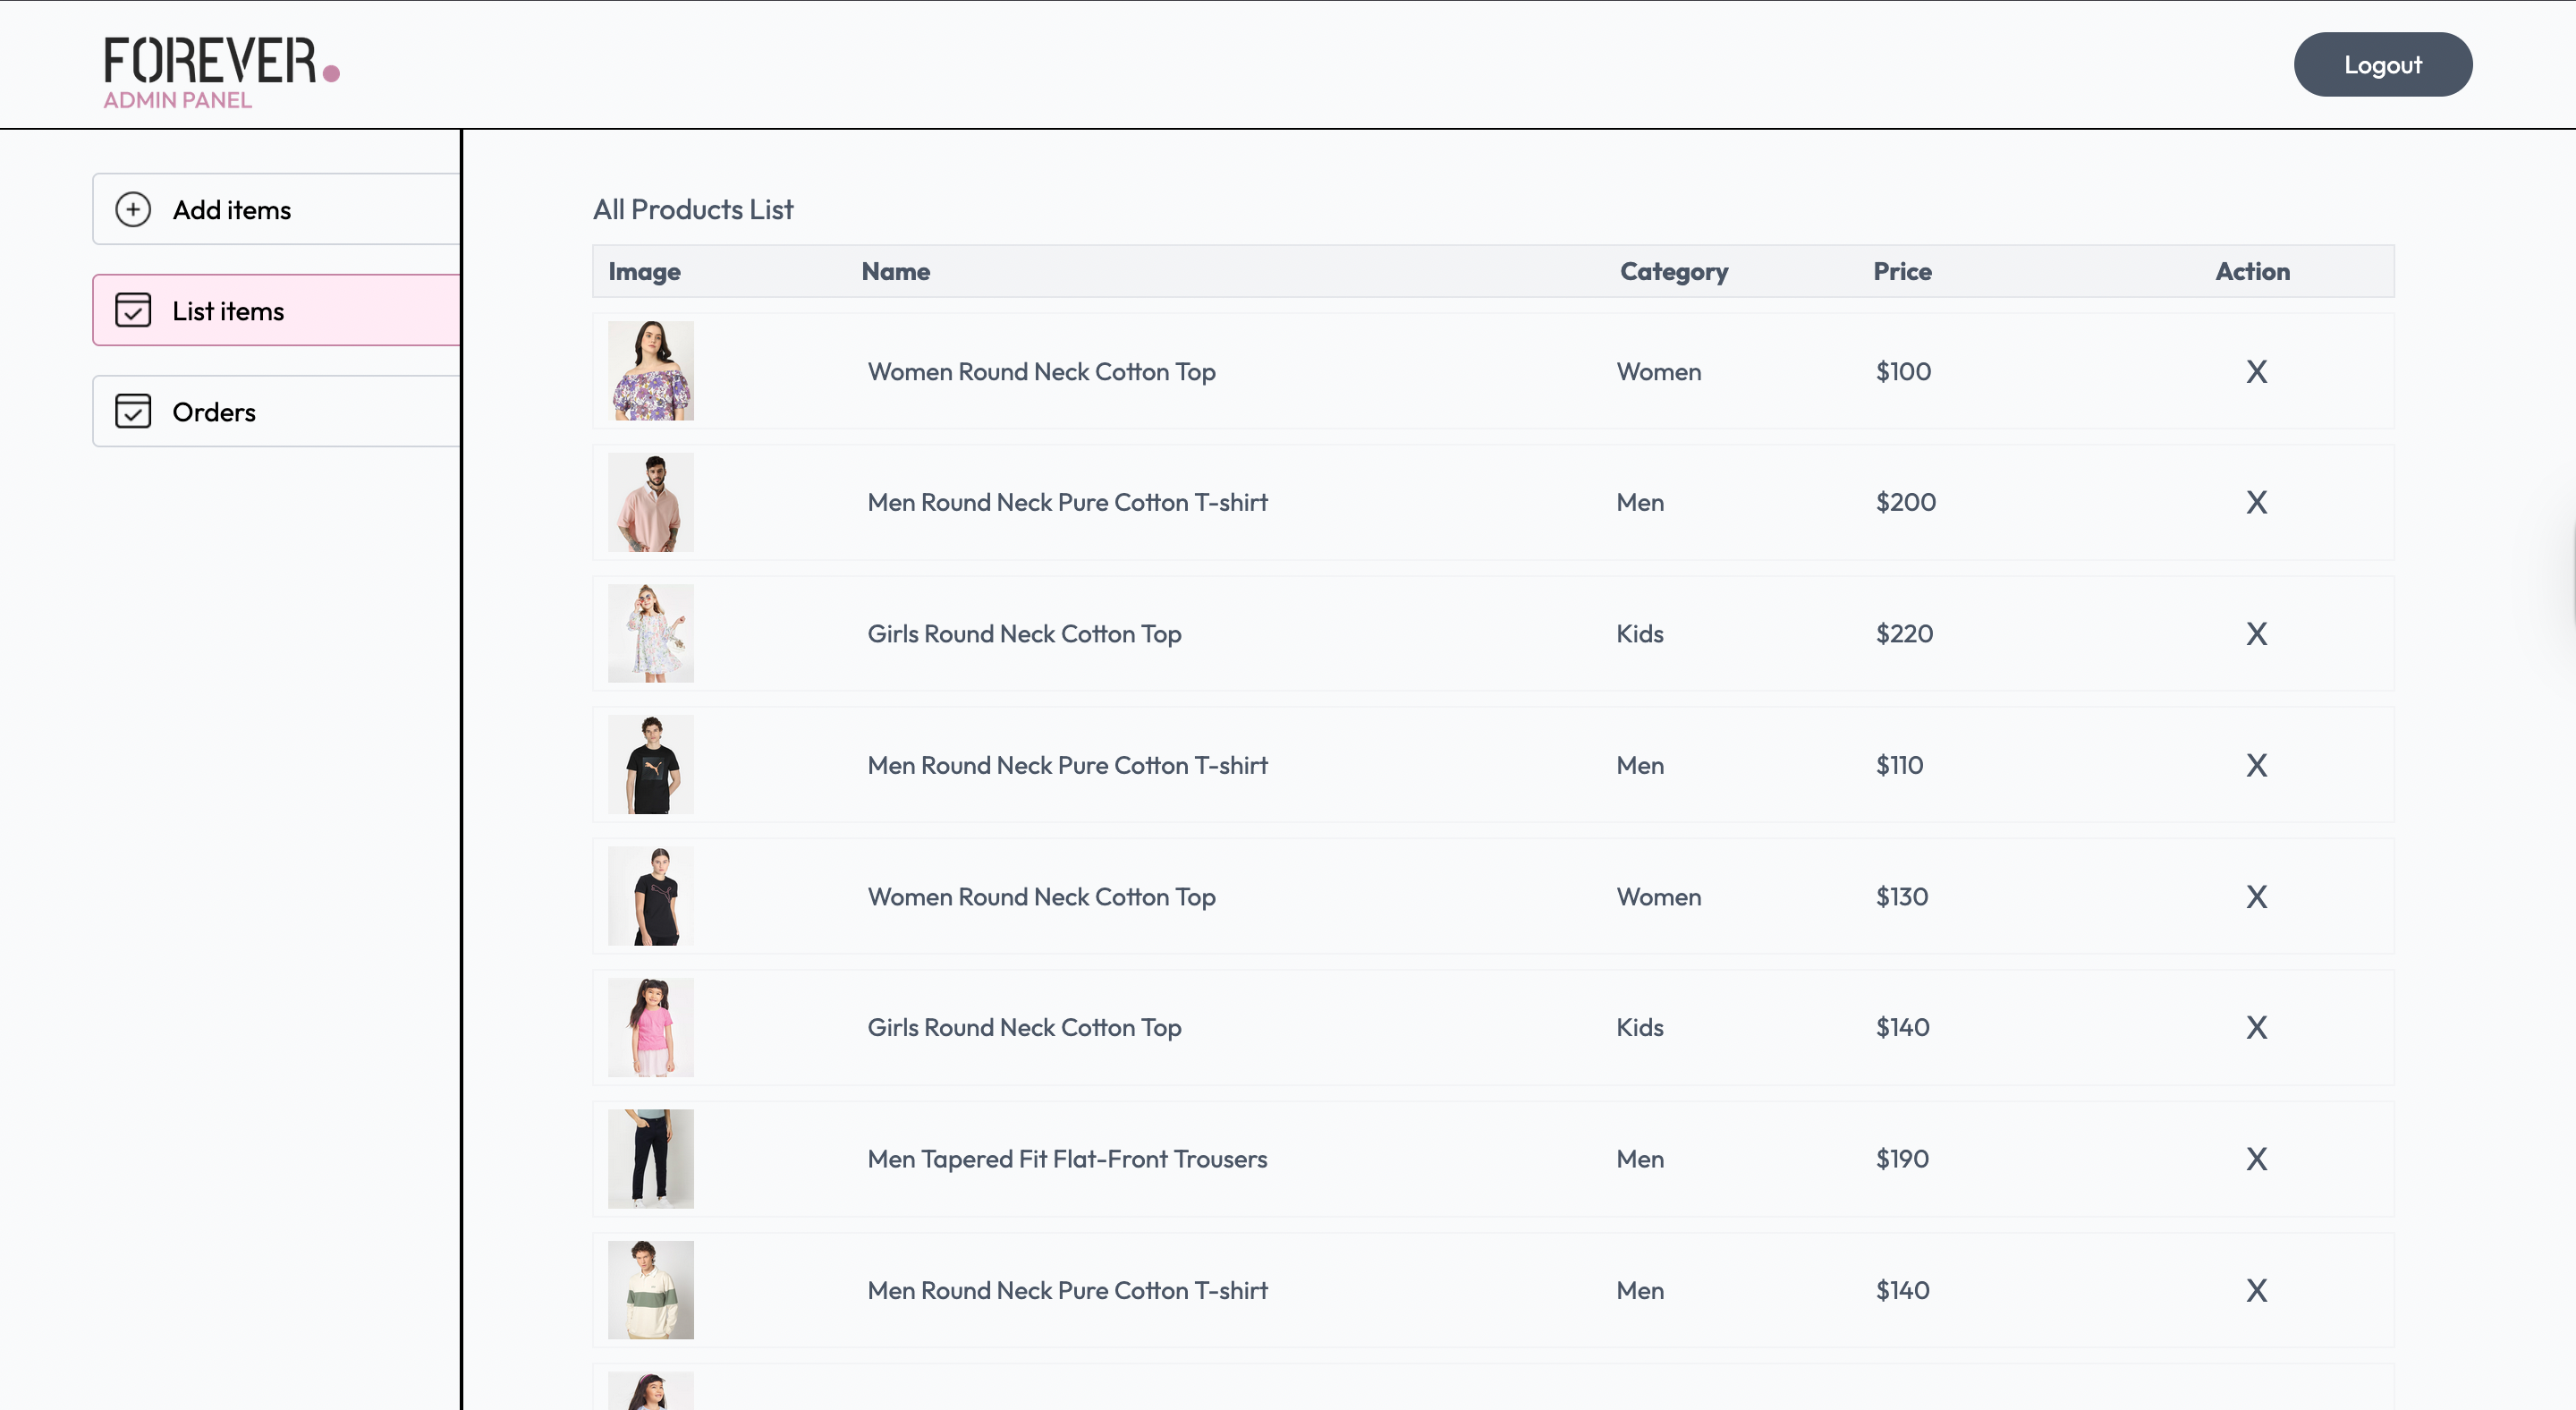 FOREVER.
ADMIN PANEL
Logout
Add items
List items
Orders
All Products List
Image Name Category Price Action
Women Round Neck Cotton Top Women $100 X
Men Round Neck Pure Cotton T-shirt Men $200 X
Girls Round Neck Cotton Top Kids $220 X
Men Round Neck Pure Cotton T-shirt Men $110 X
Women Round Neck Cotton Top Women $130 X
Girls Round Neck Cotton Top Kids $140 X
Men Tapered Fit Flat-Front Trousers Men $190 X
Men Round Neck Pure Cotton T-shirt Men $140 X